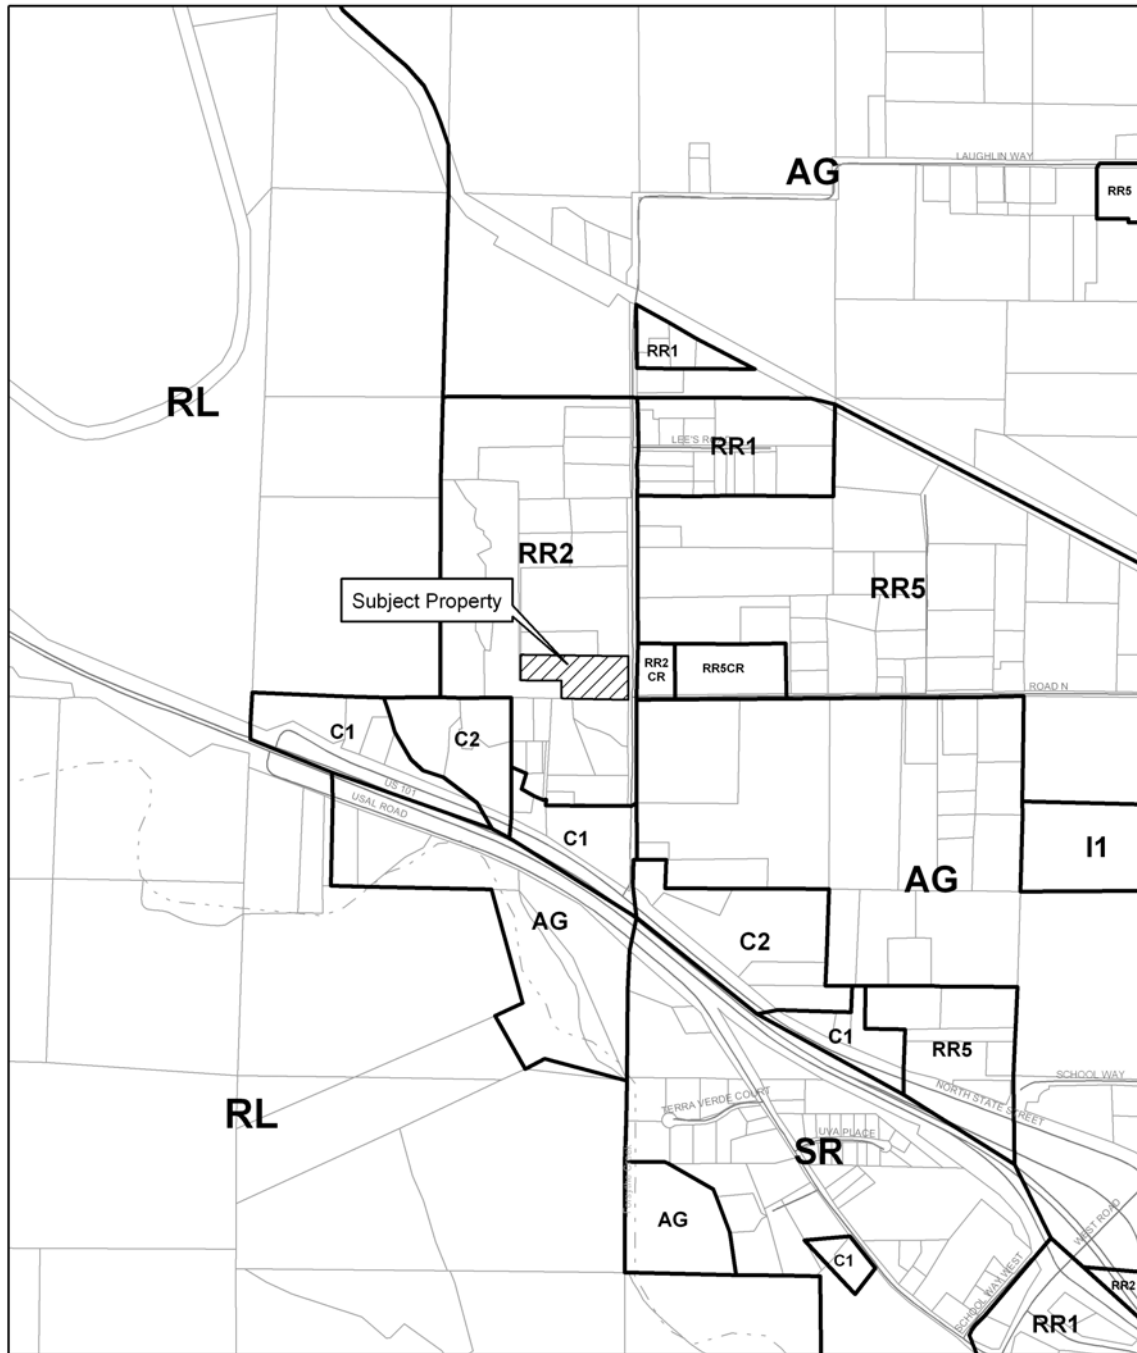 LAUGHLIN WAY
AG
RR5
RR1
RL
LEE'S RO
RR1
RR2
RR5
Subject Property
RR2
CR
RR5CR
ROAD N
C1
C2
US 101
USAL ROAD
C1
I1
AG
AG
C2
C1
RR5
SCHOOL WAY
NORTH STATE STREET
TERRA VERDE COURT
RL
UVA PLACE
SR
WEST ROAD
AG
C1
SCHOOL WAY WEST
RR2
RR1